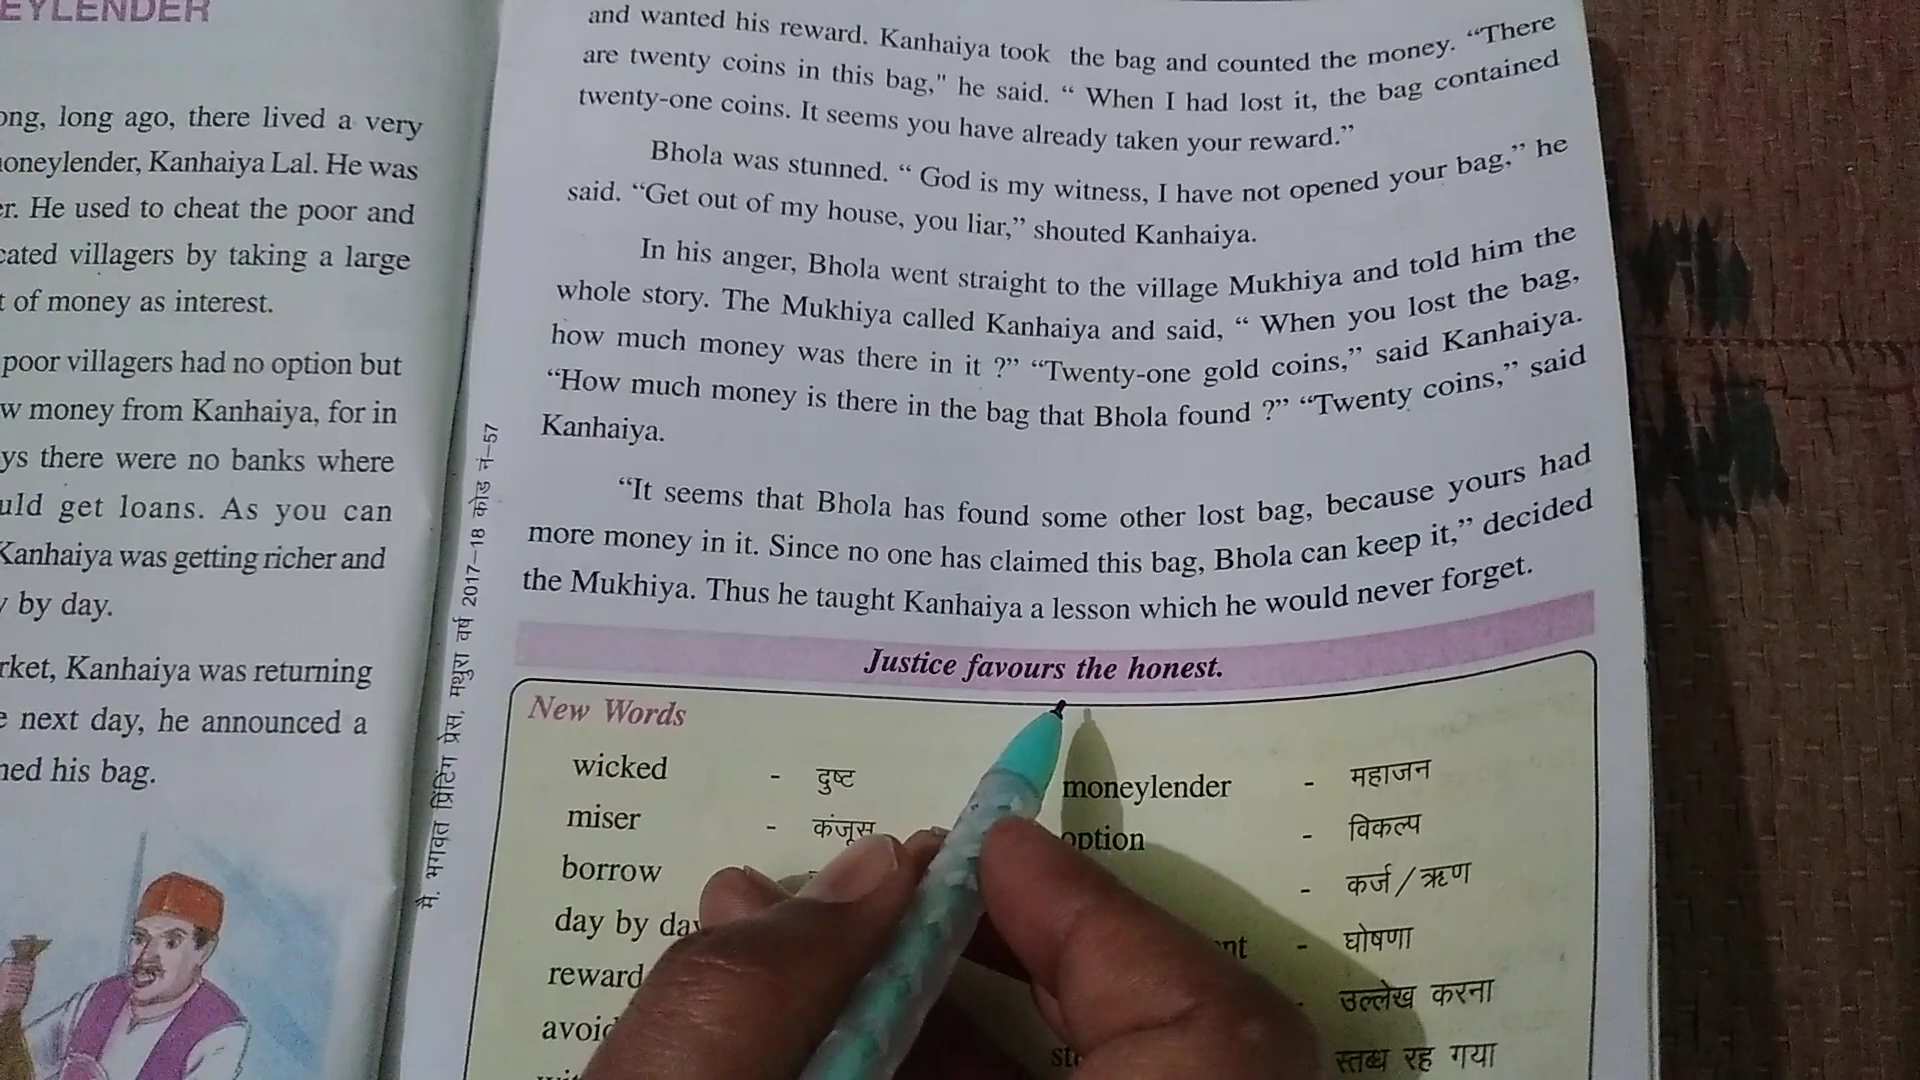 EYLENDER
ong, long ago, there lived a very
oneylender, Kanhaiya Lal. He was
er. He used to cheat the poor and
cated villagers by taking a large
t of money as interest.
poor villagers had no option but
w money from Kanhaiya, for in
ys there were no banks where
uld get loans. As you can
Kanhaiya was getting richer and
y by day.
rket, Kanhaiya was returning
e next day, he announced a
ned his bag.
मै. भगवत प्रिंटिंग प्रेस, मथुरा वर्ष 2017–18 कोड नं–57
and wanted his reward. Kanhaiya took the bag and counted the money. “There
are twenty coins in this bag," he said. “ When I had lost it, the bag contained
twenty-one coins. It seems you have already taken your reward.”
Bhola was stunned. “ God is my witness, I have not opened your bag,” he
said. “Get out of my house, you liar,” shouted Kanhaiya.
In his anger, Bhola went straight to the village Mukhiya and told him the
whole story. The Mukhiya called Kanhaiya and said, “ When you lost the bag,
how much money was there in it ?” “Twenty-one gold coins,” said Kanhaiya.
“How much money is there in the bag that Bhola found ?” “Twenty coins,” said
Kanhaiya.
“It seems that Bhola has found some other lost bag, because yours had
more money in it. Since no one has claimed this bag, Bhola can keep it,” decided
the Mukhiya. Thus he taught Kanhaiya a lesson which he would never forget.
Justice favours the honest.
New Words
wicked - दुष्ट moneylender - महाजन
miser - कंजूस option - विकल्प
borrow - कर्ज / ऋण
day by day nt - घोषणा
reward - उल्लेख करना
avoid स्तब्ध रह गया